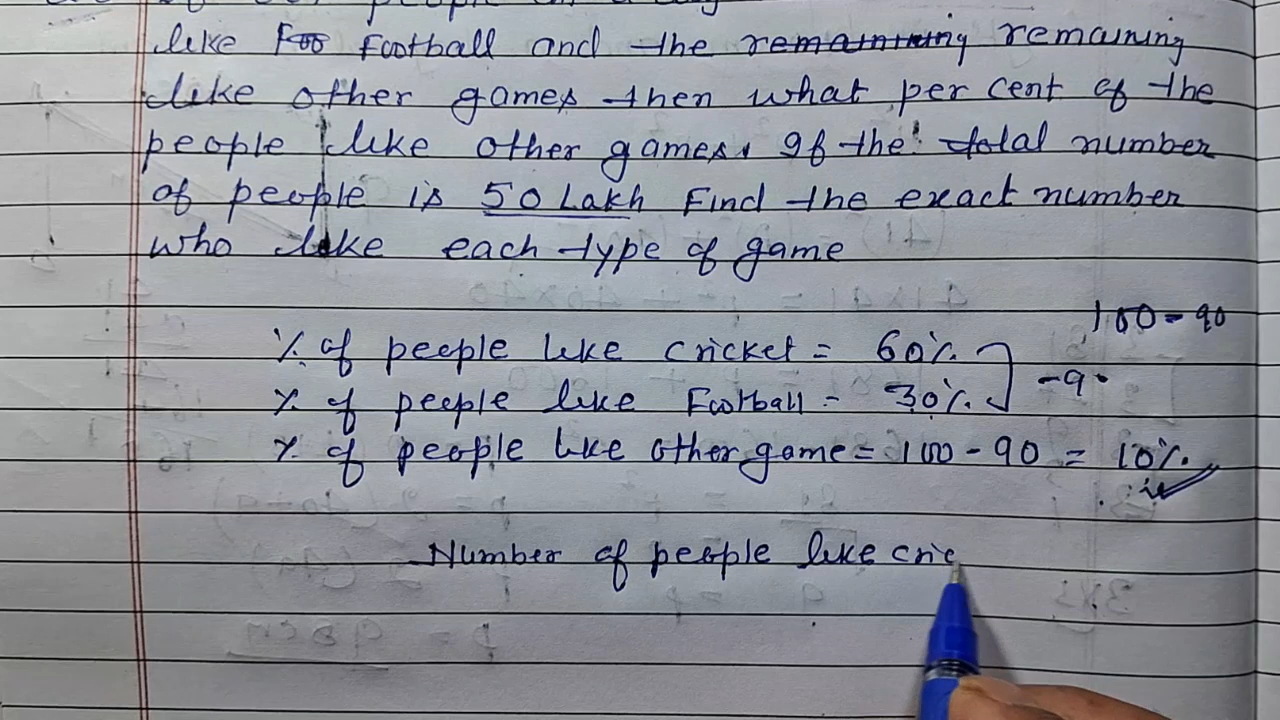 like Foo Football and the remaining remaining
like other games then what per cent of the
people like other games. If the total number
of people is 50 Lakh Find the exact number
who like each type of game
100-90
% of people like cricket = 60%.
% of people like Football - 30%. -90
% of people like other game = 100 - 90 = 10%.
Number of people like cric